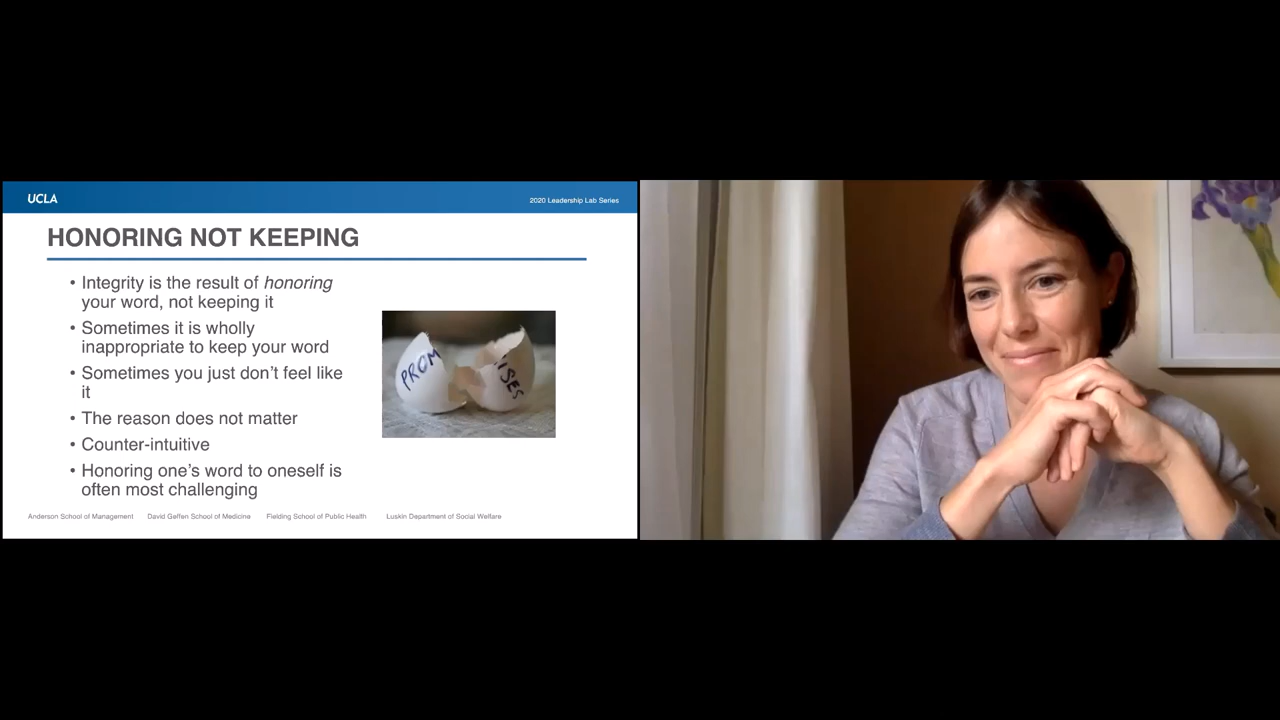 UCLA
2020 Leadership Lab Series
HONORING NOT KEEPING
• Integrity is the result of honoring
your word, not keeping it
• Sometimes it is wholly
inappropriate to keep your word
• Sometimes you just don’t feel like
it
• The reason does not matter
• Counter-intuitive
• Honoring one’s word to oneself is
often most challenging
PROM
ISES
Anderson School of Management David Geffen School of Medicine Fielding School of Public Health Luskin Department of Social Welfare